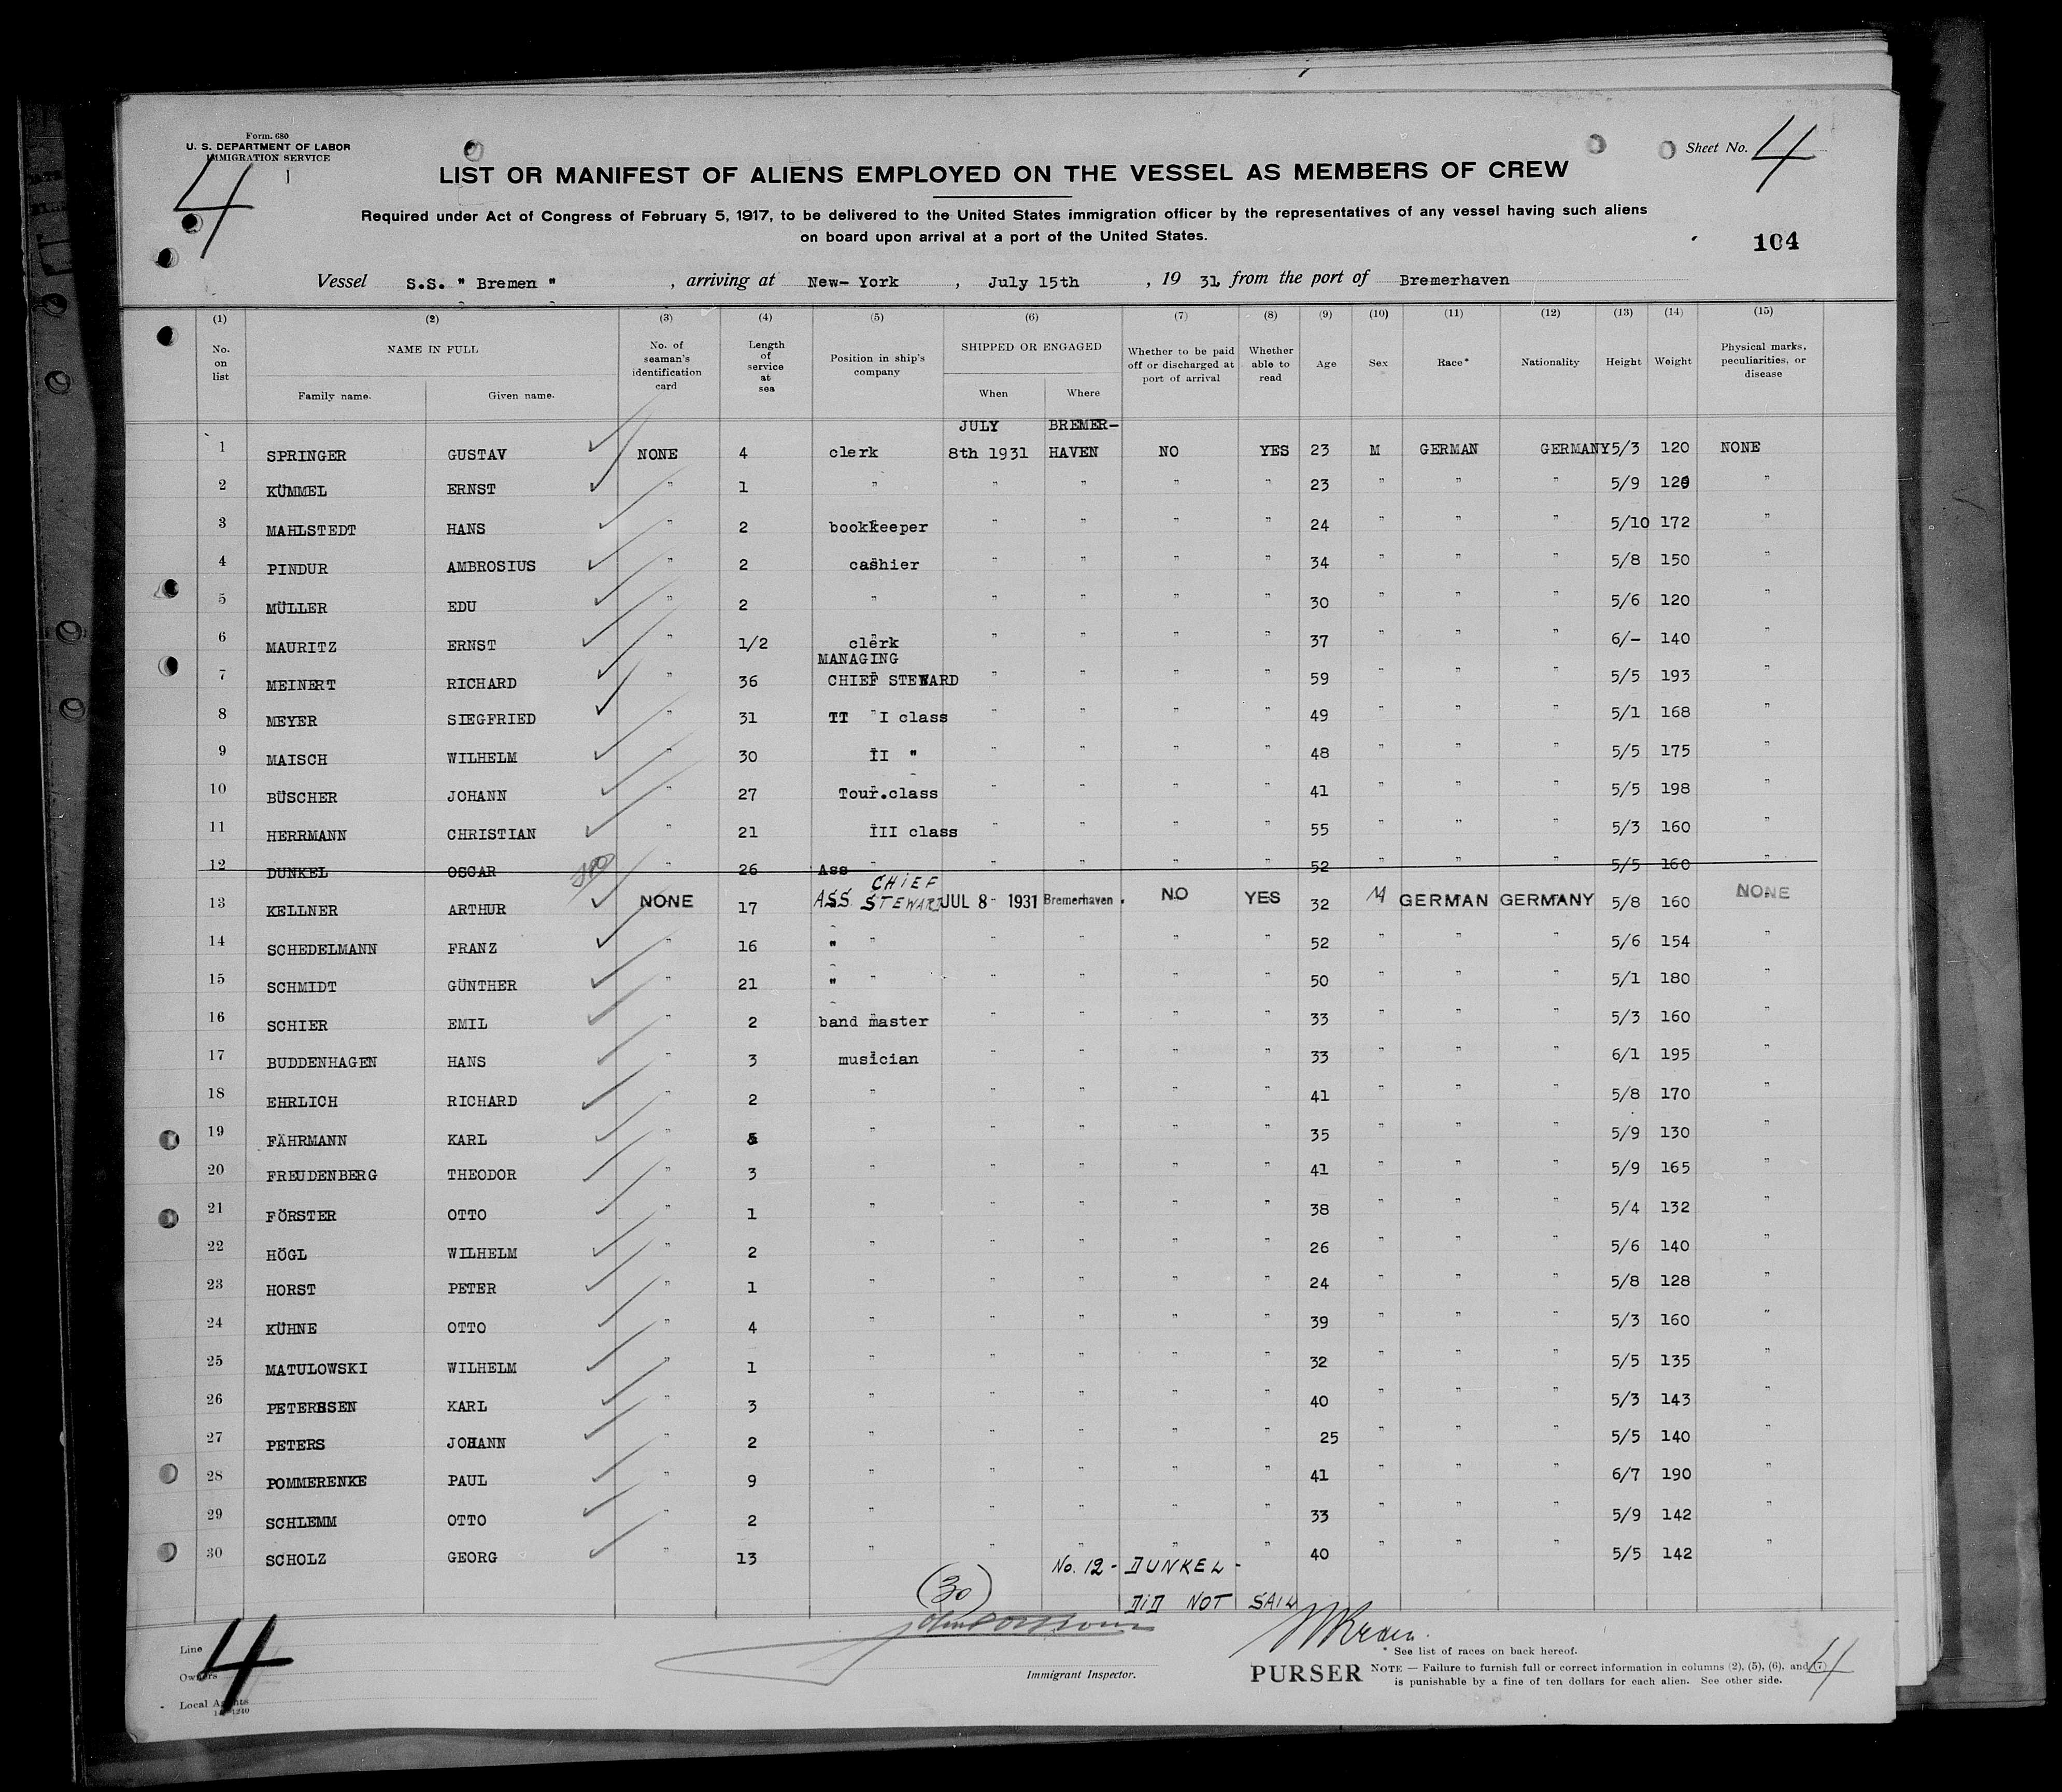 Form. 680
U. S. DEPARTMENT OF LABOR
IMMIGRATION SERVICE
4
Sheet No. 4
LIST OR MANIFEST OF ALIENS EMPLOYED ON THE VESSEL AS MEMBERS OF CREW
Required under Act of Congress of February 5, 1917, to be delivered to the United States immigration officer by the representatives of any vessel having such aliens
on board upon arrival at a port of the United States.
104
Vessel S.S. " Bremen " , arriving at New- York , July 15th , 19 31, from the port of Bremerhaven
(1) (2) (3) (4) (5) (6) (7) (8) (9) (10) (11) (12) (13) (14) (15)
No. on list NAME IN FULL Family name. Given name. No. of seaman's identification card Length of service at sea Position in ship's company SHIPPED OR ENGAGED When Where Whether to be paid off or discharged at port of arrival Whether able to read Age Sex Race* Nationality Height Weight Physical marks, peculiarities, or disease
JULY BREMER-
1 SPRINGER GUSTAV NONE 4 clerk 8th 1931 HAVEN NO YES 23 M GERMAN GERMANY 5/3 120 NONE
2 KÜMMEL ERNST " 1 " " " " " 23 " " " 5/9 "
3 MAHLSTEDT HANS " 2 bookkeeper " " " " 24 " " " 5/10 172 "
4 PINDUR AMBROSIUS " 2 cashier " " " " 34 " " " 5/8 150 "
5 MÜLLER EDU " 2 " " " " " 30 " " " 5/6 120 "
6 MAURITZ ERNST " 1/2 clerk " " " " 37 " " " 6/- 140 "
MANAGING
7 MEINERT RICHARD " 36 CHIEF STEWARD " " " " 59 " " " 5/5 193 "
8 MEYER SIEGFRIED " 31 TT " I class " " " " 49 " " " 5/1 168 "
9 MAISCH WILHELM " 30 II " " " " " 48 " " " 5/5 175 "
10 BÜSCHER JOHANN " 27 Tour.class " " " " 41 " " " 5/5 198 "
11 HERRMANN CHRISTIAN " 21 III class " " " " 55 " " " 5/3 160 "
12 DUNKEL OSCAR " 26 Ass " " " " " 52 " " " 5/5 160 "
CHIEF
13 KELLNER ARTHUR NONE 17 ASS. STEWARD JUL 8- 1931 Bremerhaven. NO YES 32 M GERMAN GERMANY 5/8 160 NONE
14 SCHEDELMANN FRANZ " 16 " " " " " " 52 " " " 5/6 154 "
15 SCHMIDT GÜNTHER " 21 " " " " " " 50 " " " 5/1 180 "
16 SCHIER EMIL " 2 band master " " " " 33 " " " 5/3 160 "
17 BUDDENHAGEN HANS " 3 musician " " " " 33 " " " 6/1 195 "
18 EHRLICH RICHARD " 2 " " " " " 41 " " " 5/8 170 "
19 FÄHRMANN KARL " 5 " " " " " 35 " " " 5/9 130 "
20 FREUDENBERG THEODOR " 3 " " " " " 41 " " " 5/9 165 "
21 FÖRSTER OTTO " 1 " " " " " 38 " " " 5/4 132 "
22 HÖGL WILHELM " 2 " " " " " 26 " " " 5/6 140 "
23 HORST PETER " 1 " " " " " 24 " " " 5/8 128 "
24 KÜHNE OTTO " 4 " " " " " 39 " " " 5/3 160 "
25 MATULOWSKI WILHELM " 1 " " " " " 32 " " " 5/5 135 "
26 PETERSSEN KARL " 3 " " " " " 40 " " " 5/3 143 "
27 PETERS JOHANN " 2 " " " " " 25 " " " 5/5 140 "
28 POMMERENKE PAUL " 9 " " " " " 41 " " " 6/7 190 "
29 SCHLEMM OTTO " 2 " " " " " 33 " " " 5/9 142 "
30 SCHOLZ GEORG " 13 " " " " " 40 " " " 5/5 142 "
No. 12 - DUNKEL -
(30)
DID NOT SAIL
Line
Owners
Local Agents
4
Immigrant Inspector.
PURSER
* See list of races on back hereof.
NOTE — Failure to furnish full or correct information in columns (2), (5), (6), and (7)
is punishable by a fine of ten dollars for each alien. See other side.
4